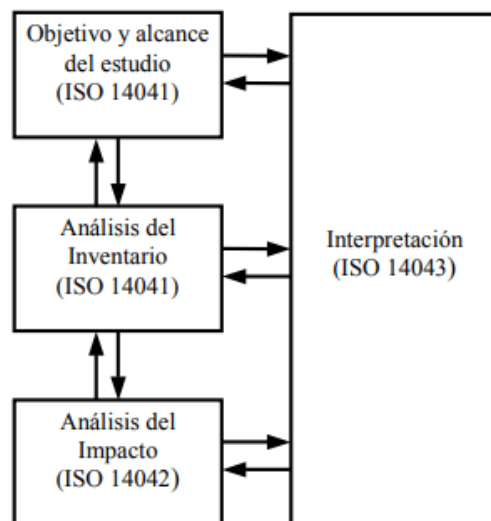 Objetivo y alcance
del estudio
(ISO 14041)
Análisis del
Inventario
(ISO 14041)
Interpretación
(ISO 14043)
Análisis del
Impacto
(ISO 14042)